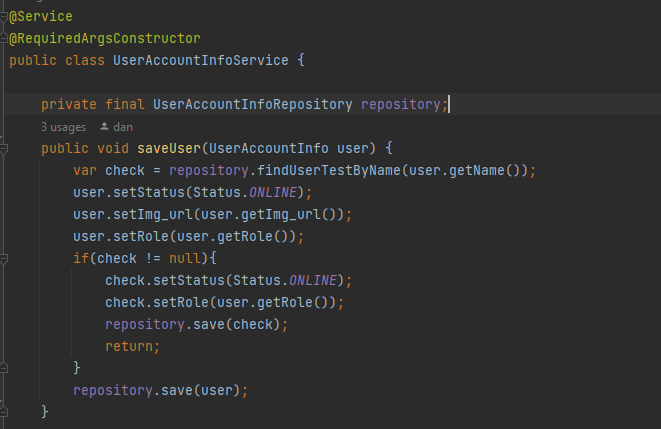 @Service
@RequiredArgsConstructor
public class UserAccountInfoService {
private final UserAccountInfoRepository repository;
3 usages dan
public void saveUser(UserAccountInfo user) {
var check = repository.findUserTestByName(user.getName());
user.setStatus(Status.ONLINE);
user.setImg_url(user.getImg_url());
user.setRole(user.getRole());
if(check != null){
check.setStatus(Status.ONLINE);
check.setRole(user.getRole());
repository.save(check);
return;
}
repository.save(user);
}